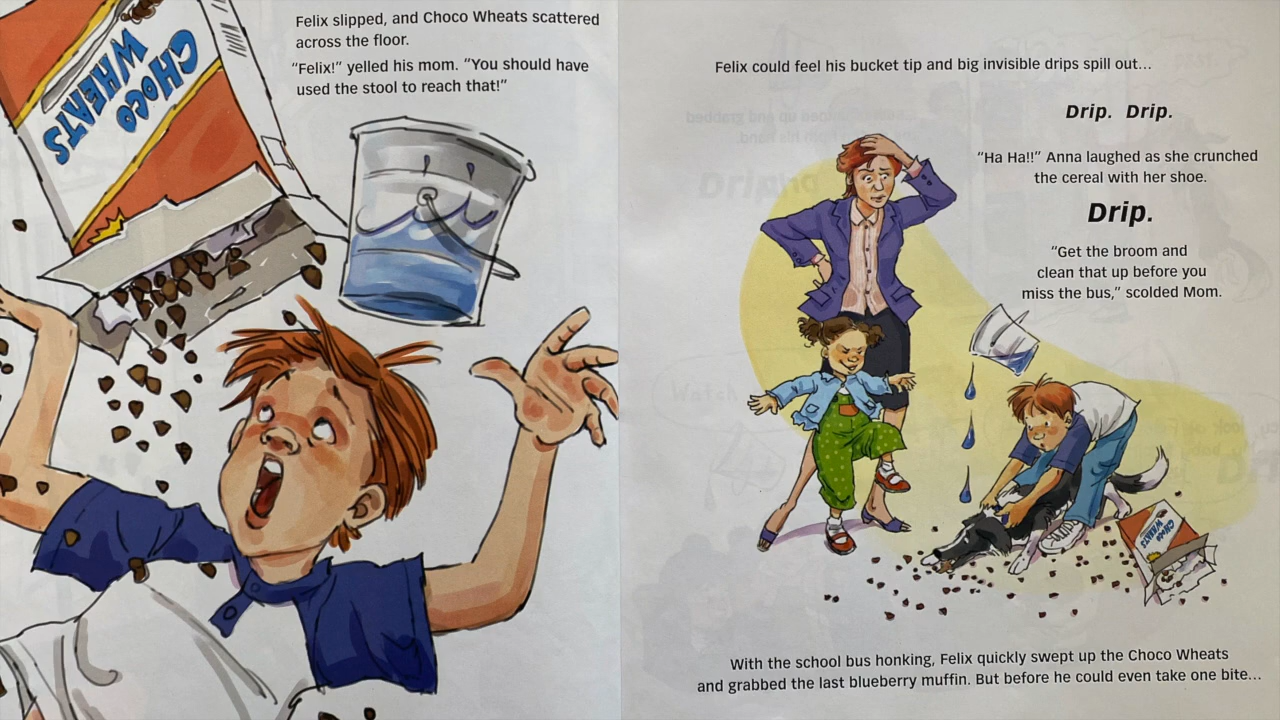 CHOCO
WHEATS
Felix slipped, and Choco Wheats scattered
across the floor.
"Felix!" yelled his mom. "You should have
used the stool to reach that!"
Felix could feel his bucket tip and big invisible drips spill out...
Drip. Drip.
"Ha Ha!!" Anna laughed as she crunched
the cereal with her shoe.
Drip.
"Get the broom and
clean that up before you
miss the bus," scolded Mom.
CHOCO
WHEATS
With the school bus honking, Felix quickly swept up the Choco Wheats
and grabbed the last blueberry muffin. But before he could even take one bite...